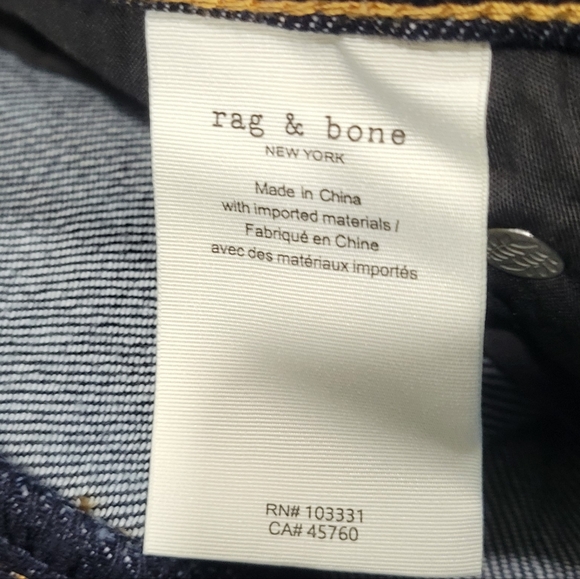 rag & bone
NEW YORK
Made in China
with imported materials /
Fabriqué en Chine
avec des matériaux importés
RN# 103331
CA# 45760